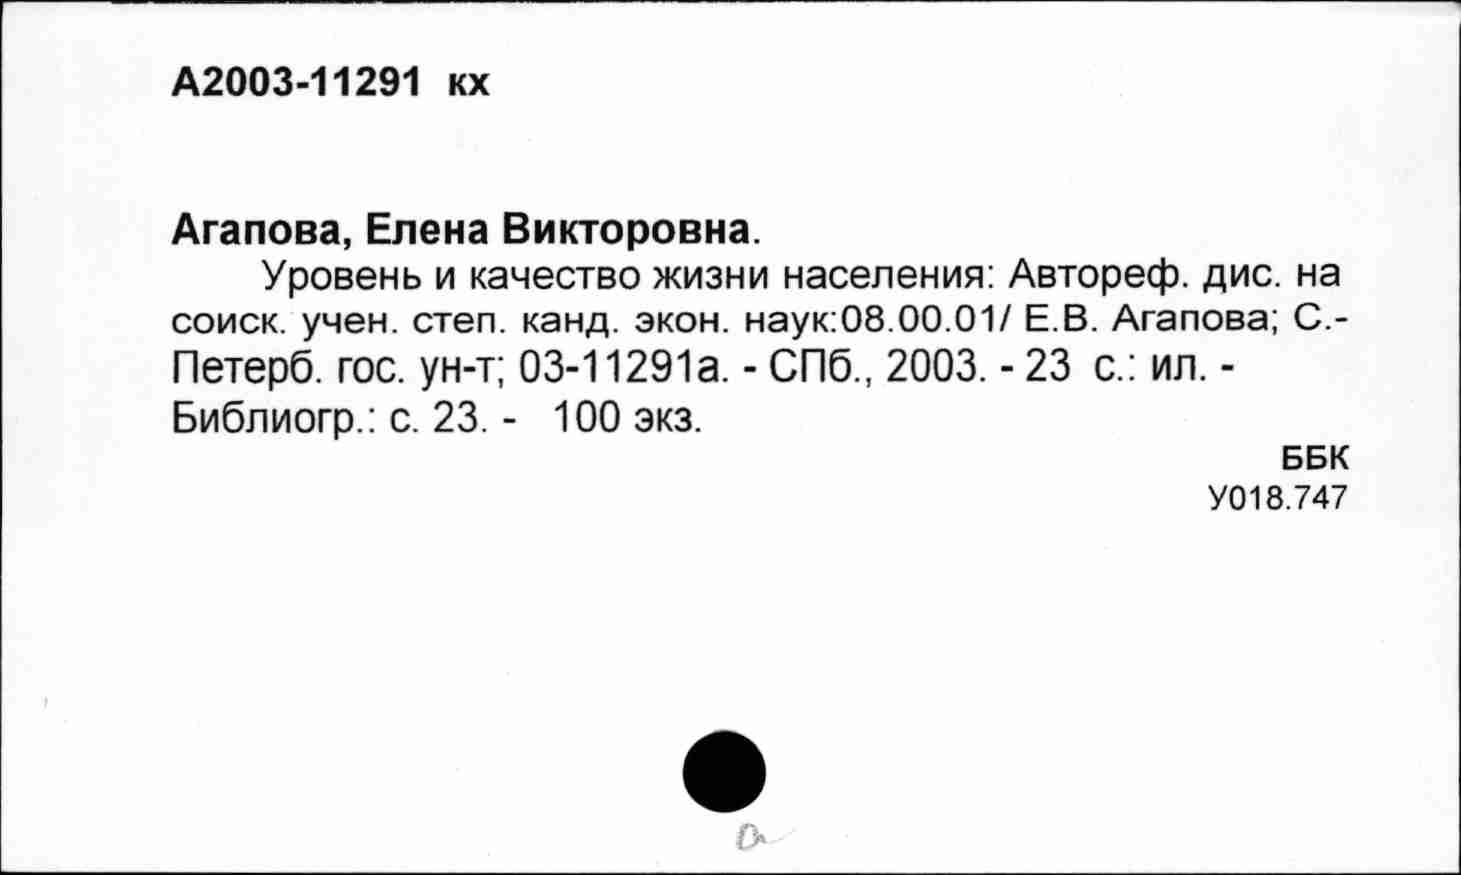 А2003-11291 кх
Агапова, Елена Викторовна.
Уровень и качество жизни населения: Автореф. дис. на
соиск. учен. степ. канд. экон. наук:08.00.01/ Е.В. Агапова; С.-
Петерб. гос. ун-т; 03-11291а. - СПб., 2003. - 23 с.: ил. -
Библиогр.: с. 23. - 100 экз.
ББК
У018.747